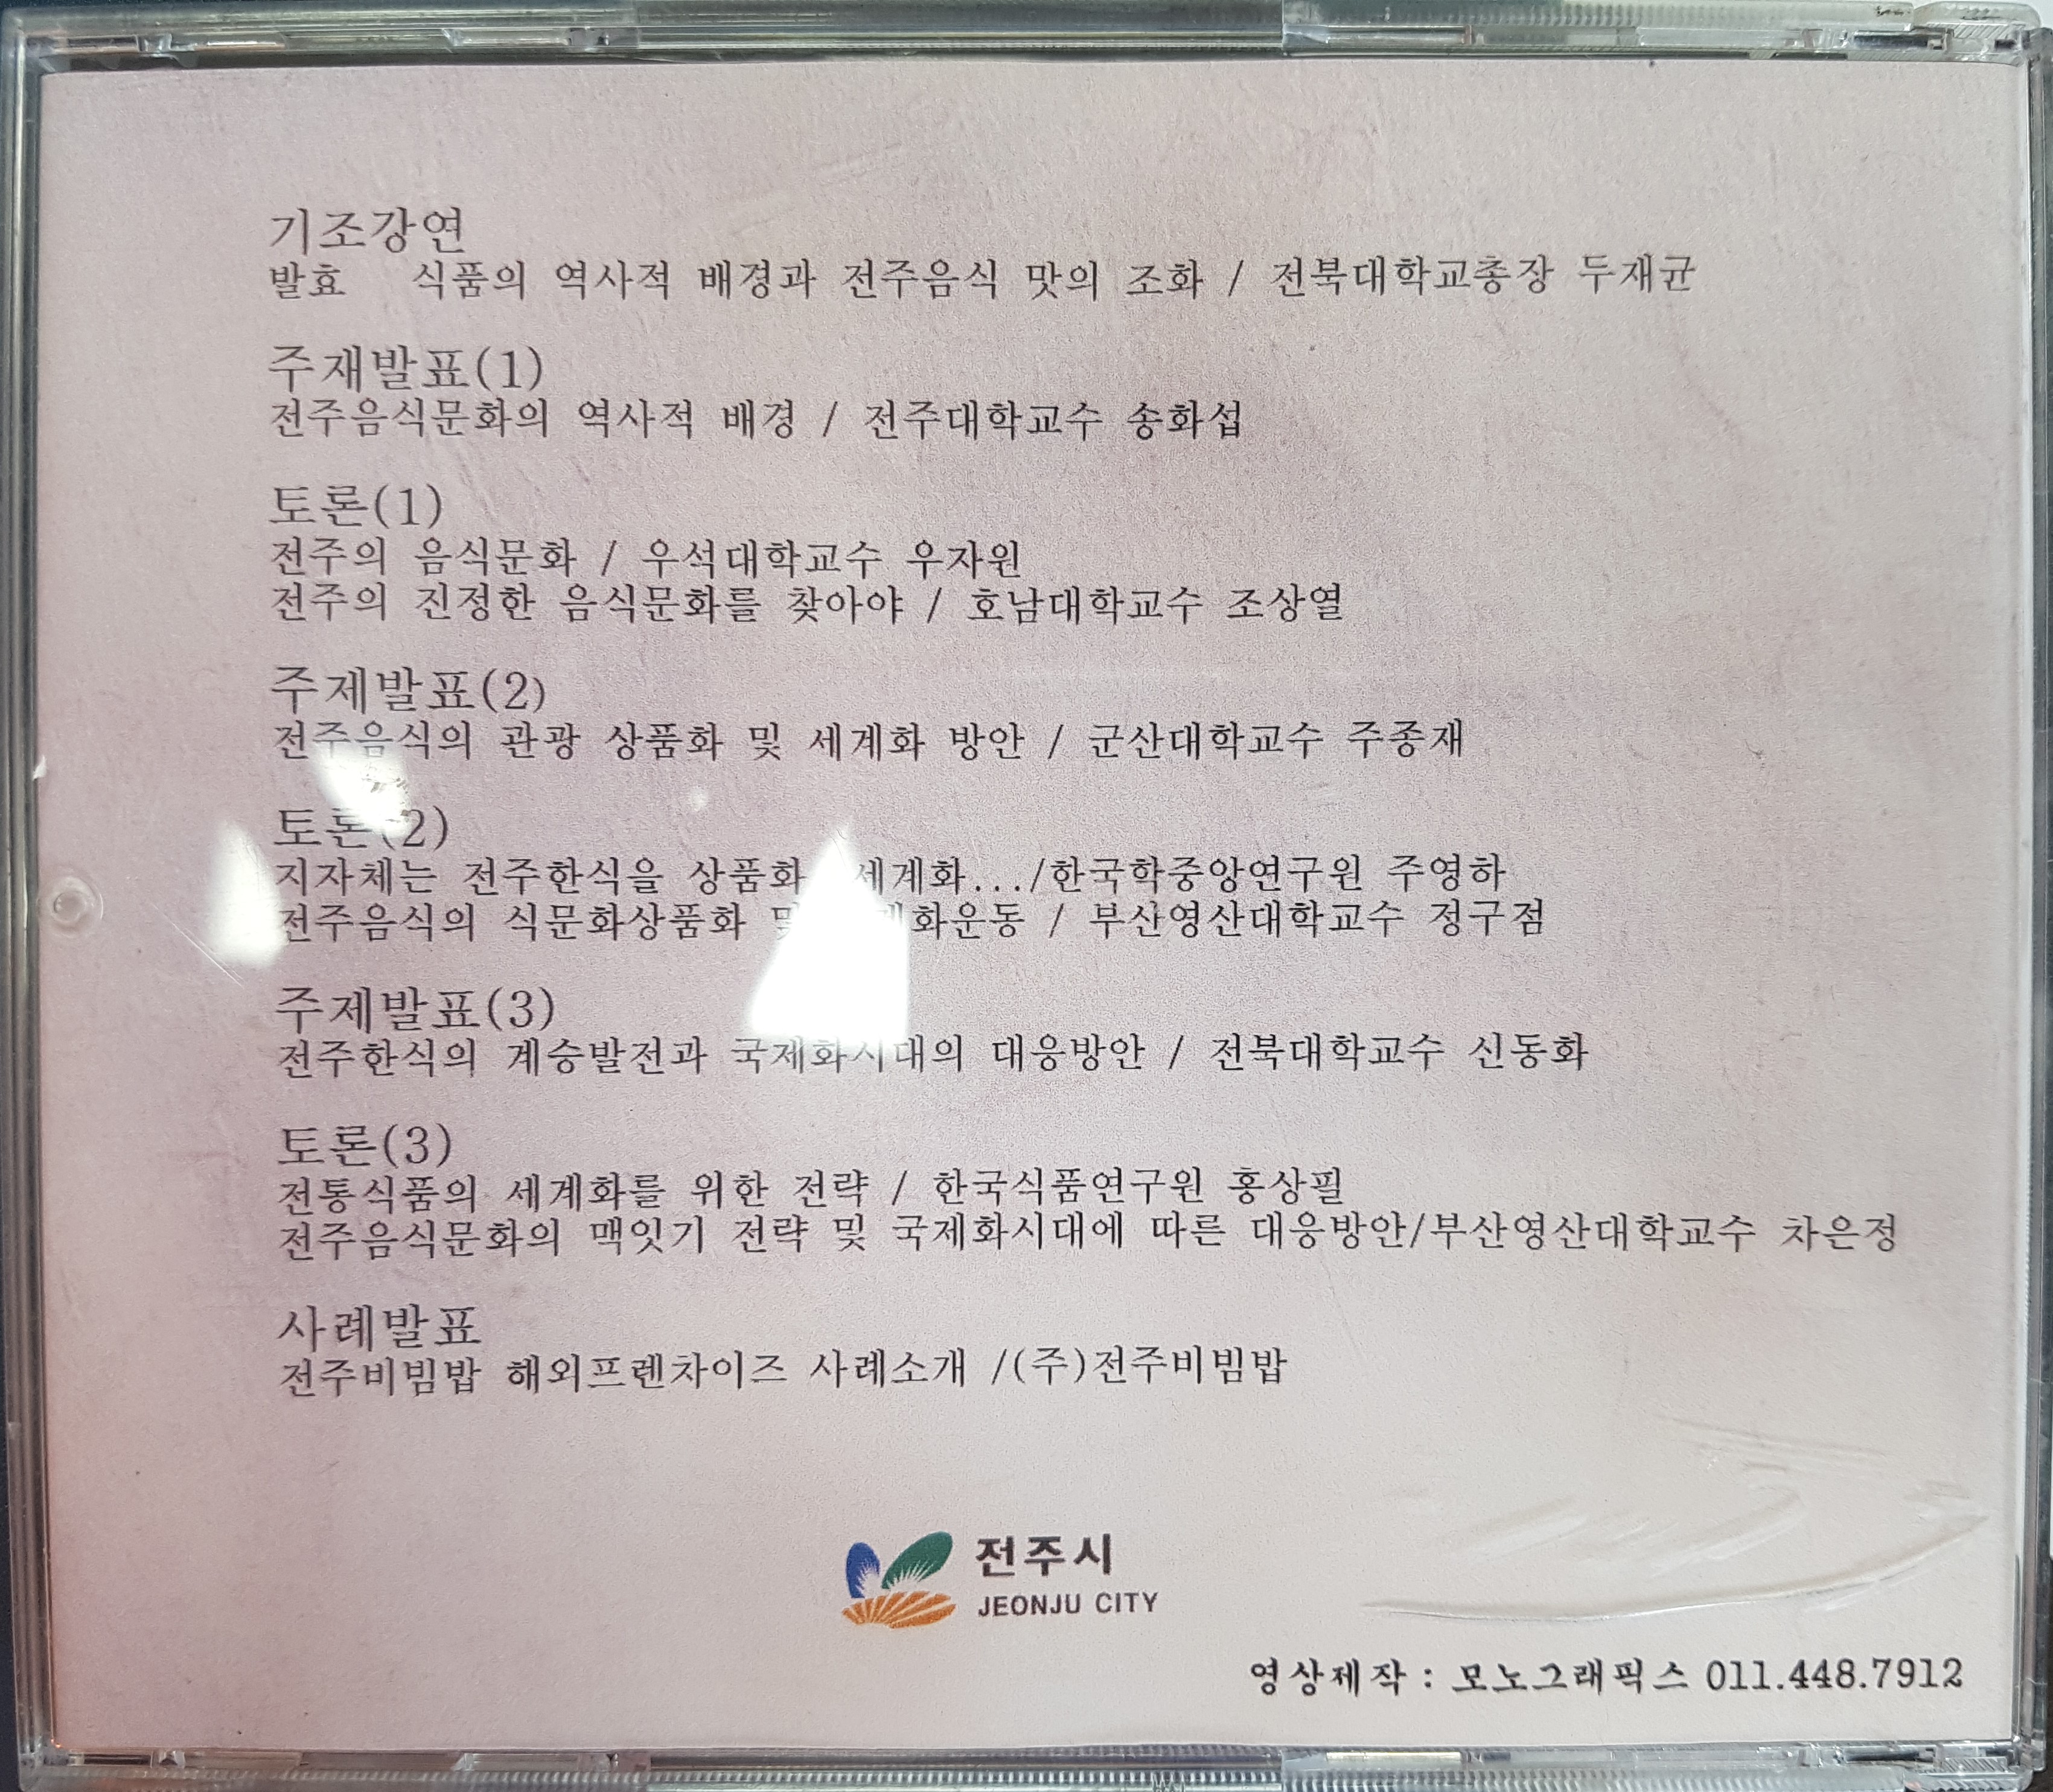 기조강연
발효 식품의 역사적 배경과 전주음식 맛의 조화 / 전북대학교총장 두재균
주재발표(1)
전주음식문화의 역사적 배경 / 전주대학교수 송화섭
토론(1)
전주의 음식문화 / 우석대학교수 우자원
전주의 진정한 음식문화를 찾아야 / 호남대학교수 조상열
주제발표(2)
전주음식의 관광 상품화 및 세계화 방안 / 군산대학교수 주종재
토론(2)
지자체는 전주한식을 상품화 세계화.../한국학중앙연구원 주영하
전주음식의 식문화상품화 및 / 부산영산대학교수 정구점
주제발표(3)
전주한식의 계승발전과 국제화시대의 대응방안 / 전북대학교수 신동화
토론(3)
전통식품의 세계화를 위한 전략 / 한국식품연구원 홍상필
전주음식문화의 맥잇기 전략 및 국제화시대에 따른 대응방안/부산영산대학교수 차은정
사례발표
전주비빔밥 해외프렌차이즈 사례소개 /(주)전주비빔밥
전주시
JEONJU CITY
영상제작 : 모노그래픽스 011.448.7912